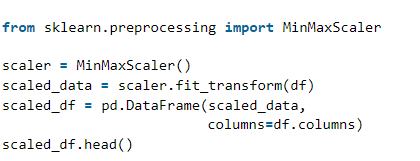 from sklearn.preprocessing import MinMaxScaler
scaler = MinMaxScaler()
scaled_data = scaler.fit_transform(df)
scaled_df = pd.DataFrame(scaled_data,
                         columns=df.columns)
scaled_df.head()